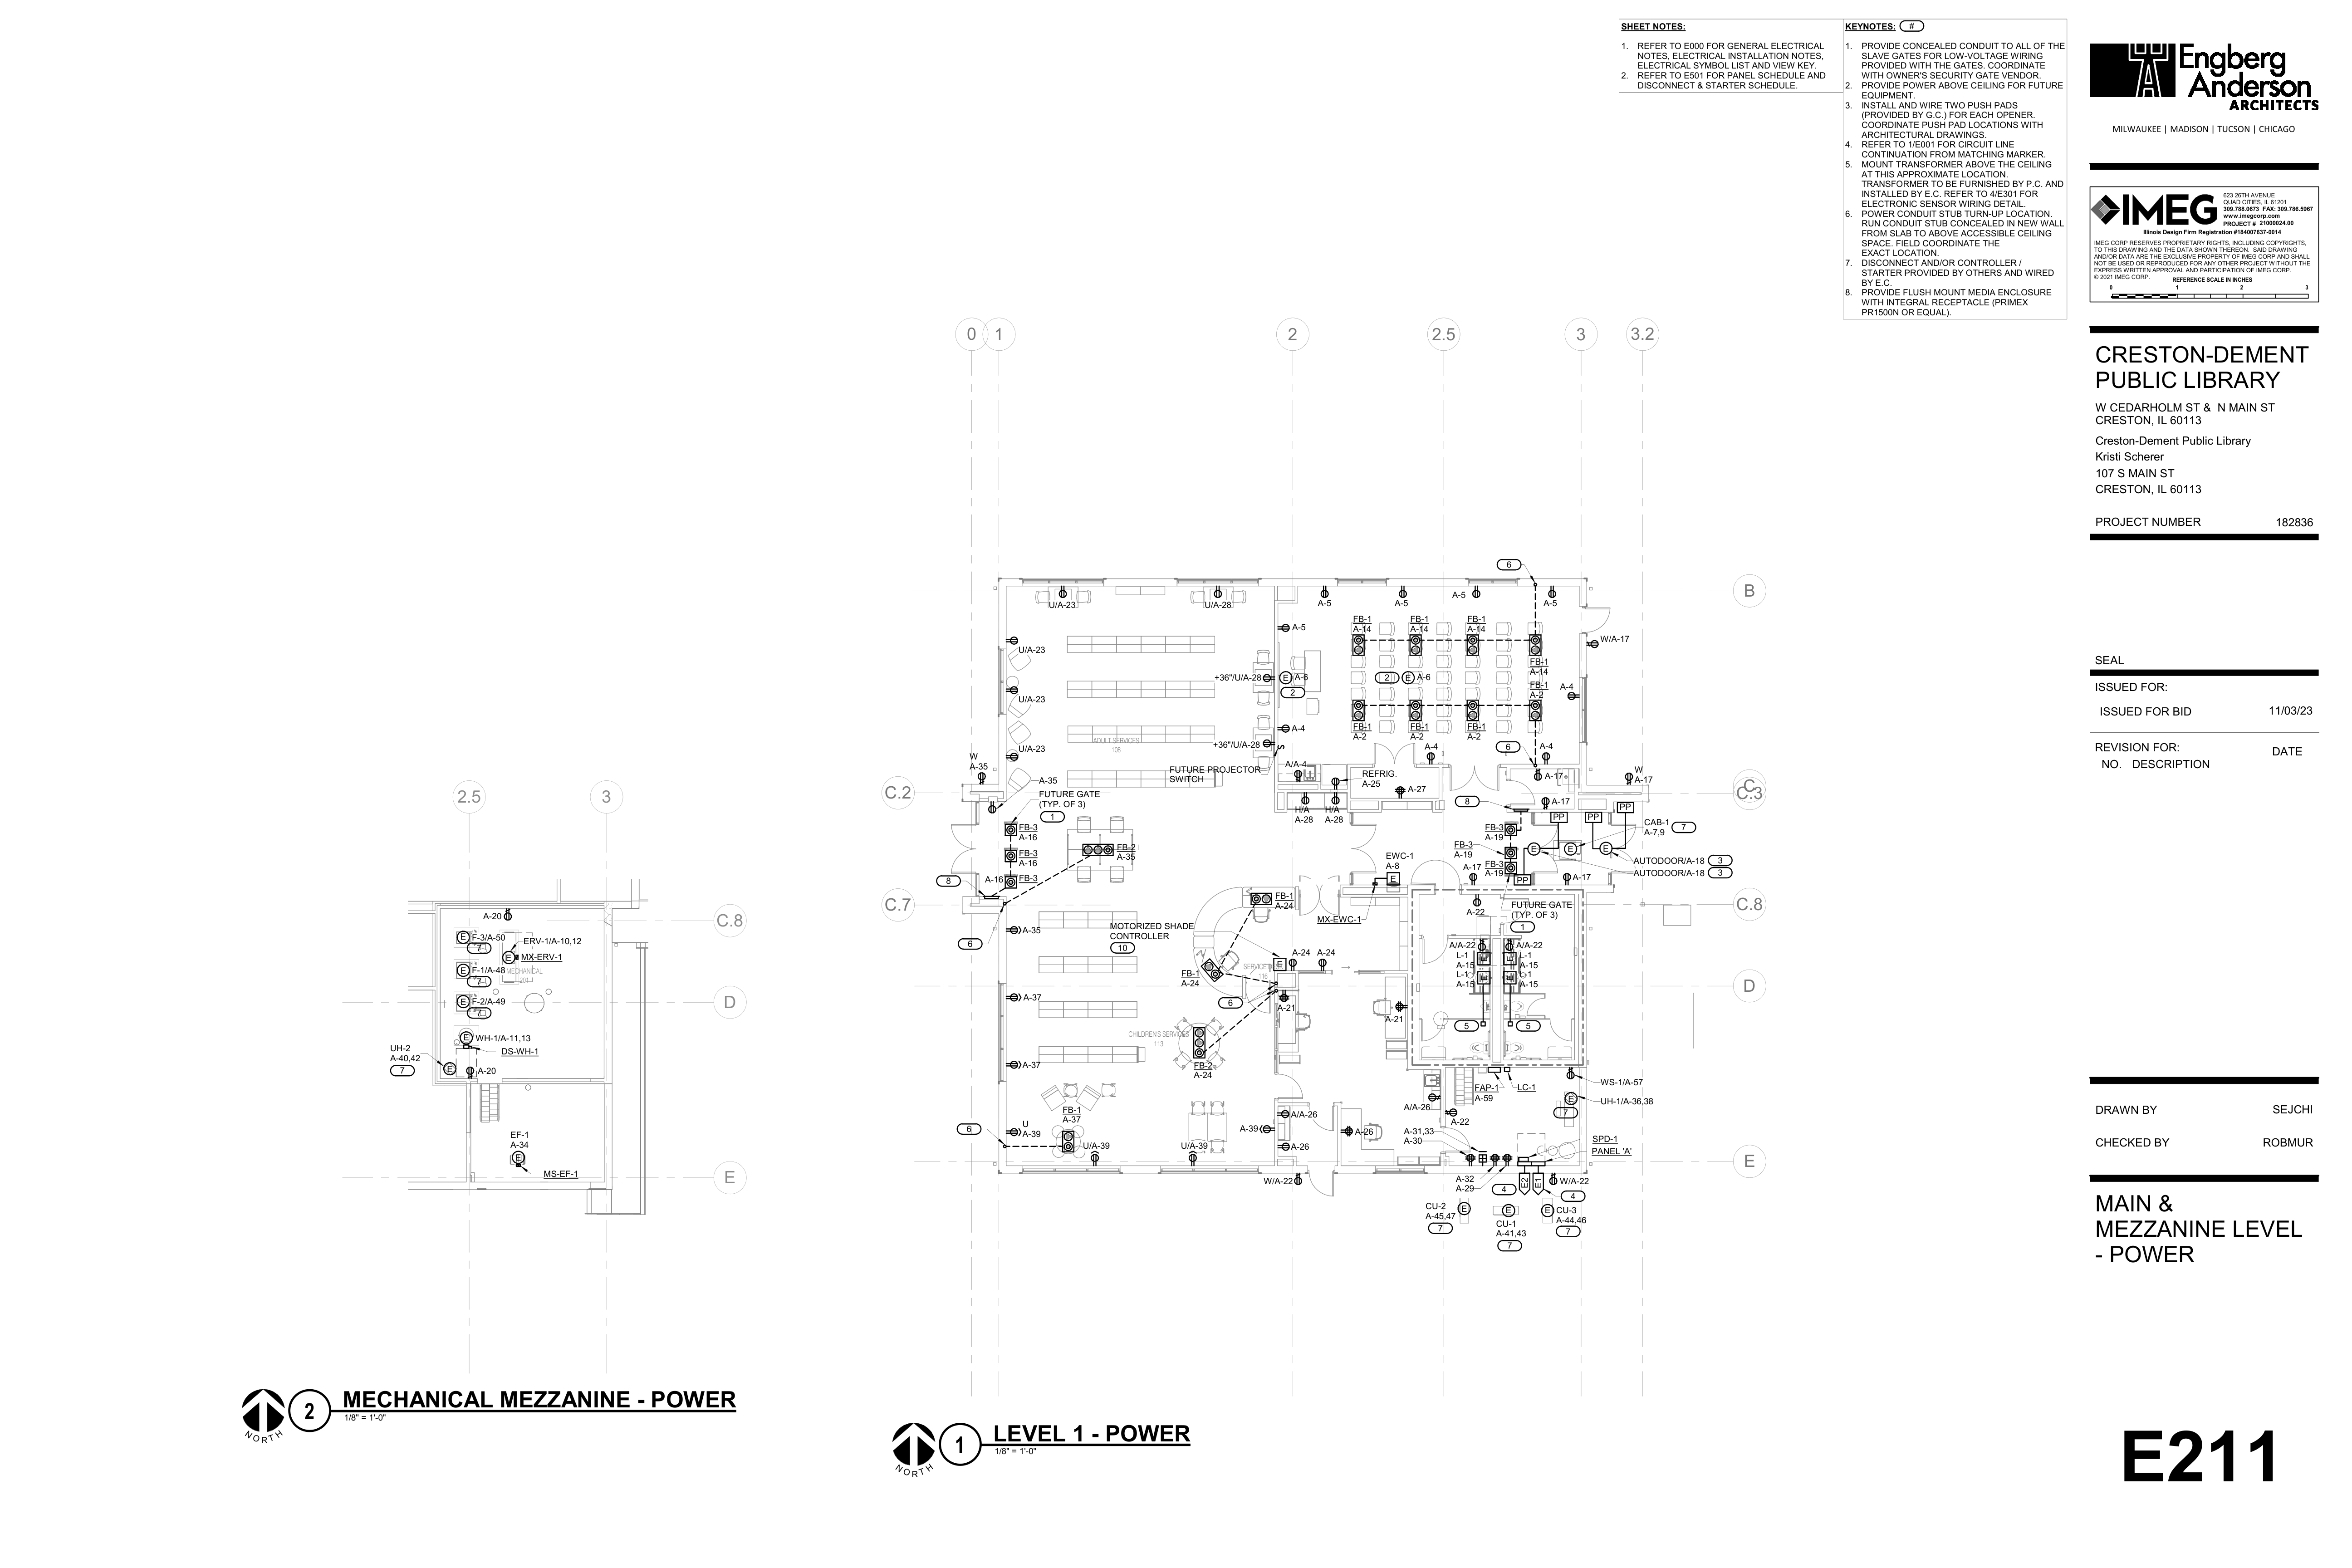 SHEET NOTES:
1. REFER TO E000 FOR GENERAL ELECTRICAL
NOTES, ELECTRICAL INSTALLATION NOTES,
ELECTRICAL SYMBOL LIST AND VIEW KEY.
2. REFER TO E501 FOR PANEL SCHEDULE AND
DISCONNECT & STARTER SCHEDULE.
KEYNOTES: #
1. PROVIDE CONCEALED CONDUIT TO ALL OF THE
SLAVE GATES FOR LOW-VOLTAGE WIRING
PROVIDED WITH THE GATES. COORDINATE
WITH OWNER'S SECURITY GATE VENDOR.
2. PROVIDE POWER ABOVE CEILING FOR FUTURE
EQUIPMENT.
3. INSTALL AND WIRE TWO PUSH PADS
(PROVIDED BY G.C.) FOR EACH OPENER.
COORDINATE PUSH PAD LOCATIONS WITH
ARCHITECTURAL DRAWINGS.
4. REFER TO 1/E001 FOR CIRCUIT LINE
CONTINUATION FROM MATCHING MARKER.
5. MOUNT TRANSFORMER ABOVE THE CEILING
AT THIS APPROXIMATE LOCATION.
TRANSFORMER TO BE FURNISHED BY P.C. AND
INSTALLED BY E.C. REFER TO 4/E301 FOR
ELECTRONIC SENSOR WIRING DETAIL.
6. POWER CONDUIT STUB TURN-UP LOCATION.
RUN CONDUIT STUB CONCEALED IN NEW WALL
FROM SLAB TO ABOVE ACCESSIBLE CEILING
SPACE. FIELD COORDINATE THE
EXACT LOCATION.
7. DISCONNECT AND/OR CONTROLLER /
STARTER PROVIDED BY OTHERS AND WIRED
BY E.C.
8. PROVIDE FLUSH MOUNT MEDIA ENCLOSURE
WITH INTEGRAL RECEPTACLE (PRIMEX
PR1500N OR EQUAL).
Engberg
Anderson
ARCHITECTS
MILWAUKEE | MADISON | TUCSON | CHICAGO
IMEG
623 26TH AVENUE
QUAD CITIES, IL 61201
309.788.0673 FAX: 309.786.5967
www.imegcorp.com
PROJECT # 21000024.00
Illinois Design Firm Registration #184007637-0014
IMEG CORP RESERVES PROPRIETARY RIGHTS, INCLUDING COPYRIGHTS,
TO THIS DRAWING AND THE DATA SHOWN THEREON. SAID DRAWING
AND/OR DATA ARE THE EXCLUSIVE PROPERTY OF IMEG CORP AND SHALL
NOT BE USED OR REPRODUCED FOR ANY OTHER PROJECT WITHOUT THE
EXPRESS WRITTEN APPROVAL AND PARTICIPATION OF IMEG CORP.
© 2021 IMEG CORP.
REFERENCE SCALE IN INCHES
0 1 2 3
CRESTON-DEMENT
PUBLIC LIBRARY
W CEDARHOLM ST & N MAIN ST
CRESTON, IL 60113
Creston-Dement Public Library
Kristi Scherer
107 S MAIN ST
CRESTON, IL 60113
PROJECT NUMBER 182836
SEAL
ISSUED FOR:
ISSUED FOR BID 11/03/23
REVISION FOR:
NO. DESCRIPTION DATE
DRAWN BY SEJCHI
CHECKED BY ROBMUR
MAIN &
MEZZANINE LEVEL
- POWER
E211
0 1 2 2.5 3 3.2
B
C.2
C
C.3
C.7
C.8
D
E
6
U/A-23
U/A-28
A-5
A-5
A-5
A-5
A-5
FB-1
A-14
FB-1
A-14
FB-1
A-14
W/A-17
U/A-23
FB-1
A-14
+36"/U/A-28
E A-6
2
2
E A-6
FB-1
A-2
A-4
U/A-23
FB-1
A-2
FB-1
A-2
FB-1
A-2
A-4
+36"/U/A-28
S
ADULT SERVICES
108
6
A-4
A-4
U/A-23
W
A-35
A/A-4
FUTURE PROJECTOR
SWITCH
REFRIG.
A-25
A-17
W
A-17
A-35
A-27
FUTURE GATE
(TYP. OF 3)
1
H/A
A-28
H/A
A-28
8
A-17
PP
PP
PP
CAB-1
A-7,9
7
FB-3
A-16
FB-3
A-19
FB-2
A-35
FB-3
A-16
FB-3
A-19
E
E
E
EWC-1
A-8
E
AUTODOOR/A-18 3
AUTODOOR/A-18 3
8
A-16
FB-3
A-17
FB-3
A-19
PP
A-17
FB-1
A-24
MX-EWC-1
A-22
FUTURE GATE
(TYP. OF 3)
1
MOTORIZED SHADE
CONTROLLER
10
A-35
6
A-24
A-24
A/A-22
A/A-22
E
SERVICE
116
FB-1
A-24
L-1
A-15
L-1
A-15
L-1
A-15
L-1
A-15
A-37
6
A-21
A-21
5
5
CHILDREN'S SERVICES
113
A-37
FB-2
A-24
FAP-1
A-59
LC-1
WS-1/A-57
E
UH-1/A-36,38
7
FB-1
A-37
A/A-26
A/A-26
A-22
6
U
A-39
A-39
A-26
U/A-39
U/A-39
A-26
A-31,33
A-30
SPD-1
PANEL 'A'
W/A-22
A-32
A-29
E2
E1
4
4
W/A-22
CU-2
A-45,47
7
E
E
CU-1
A-41,43
7
E
CU-3
A-44,46
7
2.5 3
C.8
D
E
A-20
E F-3/A-50
7
ERV-1/A-10,12
E MX-ERV-1
E F-1/A-48
7
MECHANICAL
201
E F-2/A-49
7
E
WH-1/A-11,13
DS-WH-1
UH-2
A-40,42
7
E
A-20
EF-1
A-34
E
MS-EF-1
2
MECHANICAL MEZZANINE - POWER
1/8" = 1'-0"
NORTH
1
LEVEL 1 - POWER
1/8" = 1'-0"
NORTH